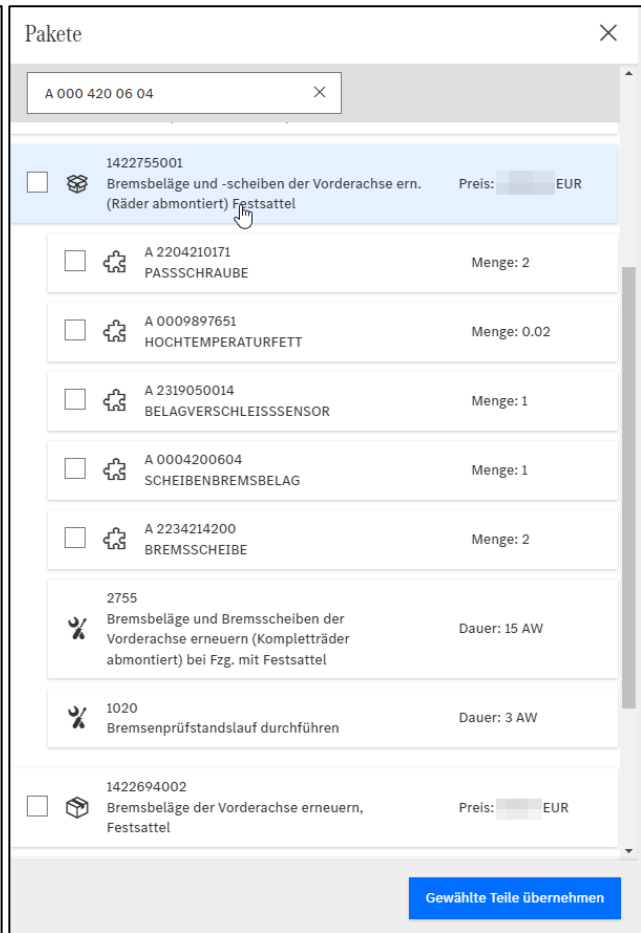 Pakete
A 000 420 06 04
1422755001
Bremsbeläge und -scheiben der Vorderachse ern.
(Räder abmontiert) Festsattel
Preis: EUR
A 2204210171
PASSSCHRAUBE
Menge: 2
A 0009897651
HOCHTEMPERATURFETT
Menge: 0.02
A 2319050014
BELAGVERSCHLEISSSENSOR
Menge: 1
A 0004200604
SCHEIBENBREMSBELAG
Menge: 1
A 2234214200
BREMSSCHEIBE
Menge: 2
2755
Bremsbeläge und Bremsscheiben der
Vorderachse erneuern (Kompletträder
abmontiert) bei Fzg. mit Festsattel
Dauer: 15 AW
1020
Bremsenprüfstandslauf durchführen
Dauer: 3 AW
1422694002
Bremsbeläge der Vorderachse erneuern,
Festsattel
Preis: EUR
Gewählte Teile übernehmen